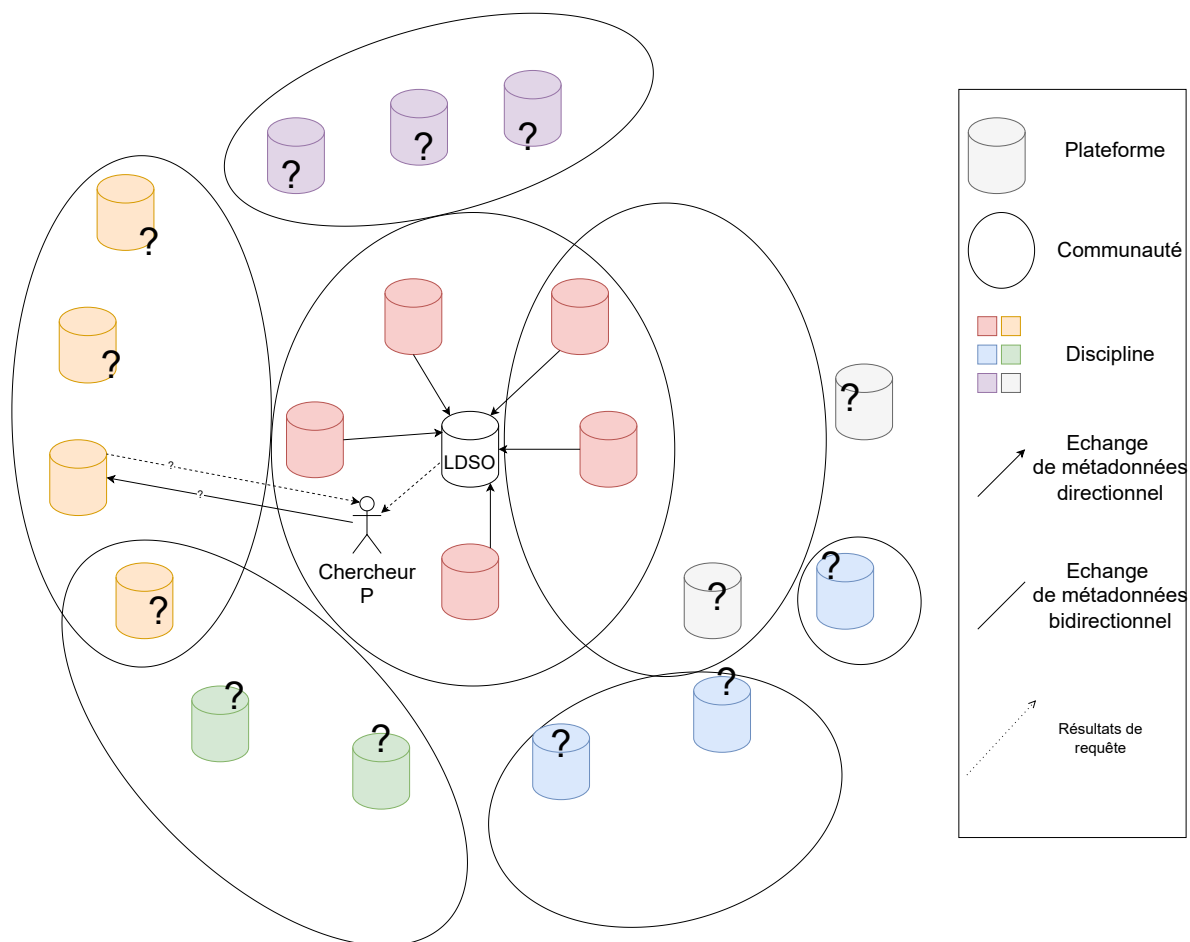 ?
?
?
?
?
?
?
?
LDSO
?
?
Chercheur
P
?
?
?
?
?
?
?
Plateforme
Communauté
Discipline
Echange
de métadonnées
directionnel
Echange
de métadonnées
bidirectionnel
Résultats de
requête